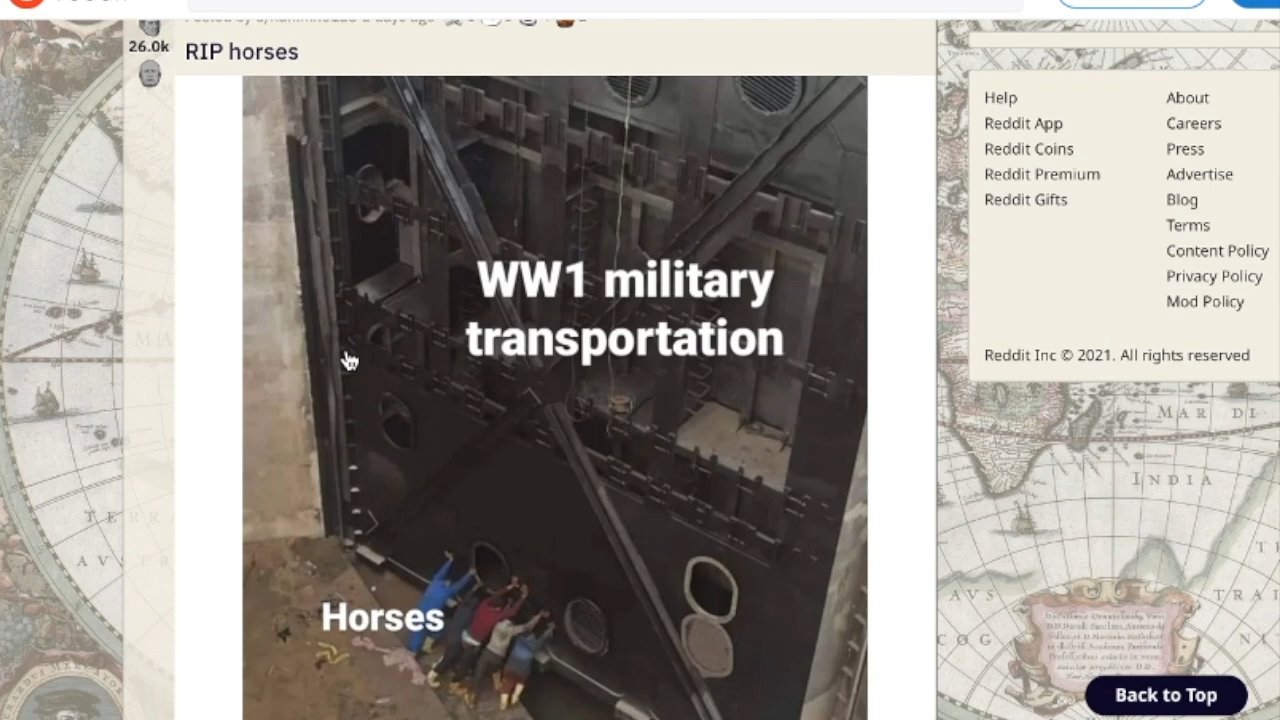 26.0k
RIP horses
WW1 military
transportation
Horses
Help
About
Reddit App
Careers
Reddit Coins
Press
Reddit Premium
Advertise
Reddit Gifts
Blog
Terms
Content Policy
Privacy Policy
Mod Policy
Reddit Inc © 2021. All rights reserved
MAR DI
INDIA
Back to Top